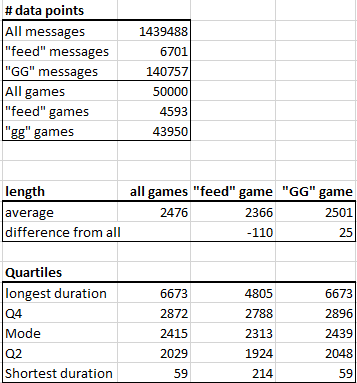 # data points
All messages 1439488
"feed" messages 6701
"GG" messages 140757
All games 50000
"feed" games 4593
"gg" games 43950
length all games "feed" game "GG" game
average 2476 2366 2501
difference from all -110 25
Quartiles
longest duration 6673 4805 6673
Q4 2872 2788 2896
Mode 2415 2313 2439
Q2 2029 1924 2048
Shortest duration 59 214 59